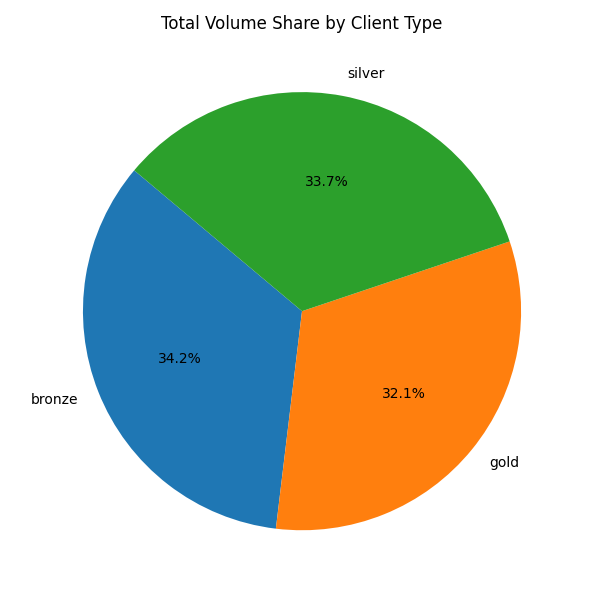 Total Volume Share by Client Type
silver
33.7%
34.2%
32.1%
bronze
gold